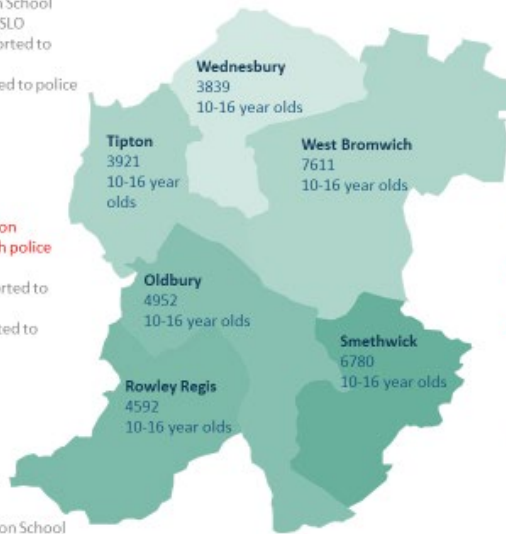 School
SLO
orted to
ed to police
Wednesbury
3839
10-16 year olds
Tipton
3921
10-16 year
olds
West Bromwich
7611
10-16 year olds
on
h police
rted to
ted to
Oldbury
4952
10-16 year olds
Smethwick
6780
10-16 year olds
Rowley Regis
4592
10-16 year olds
on School